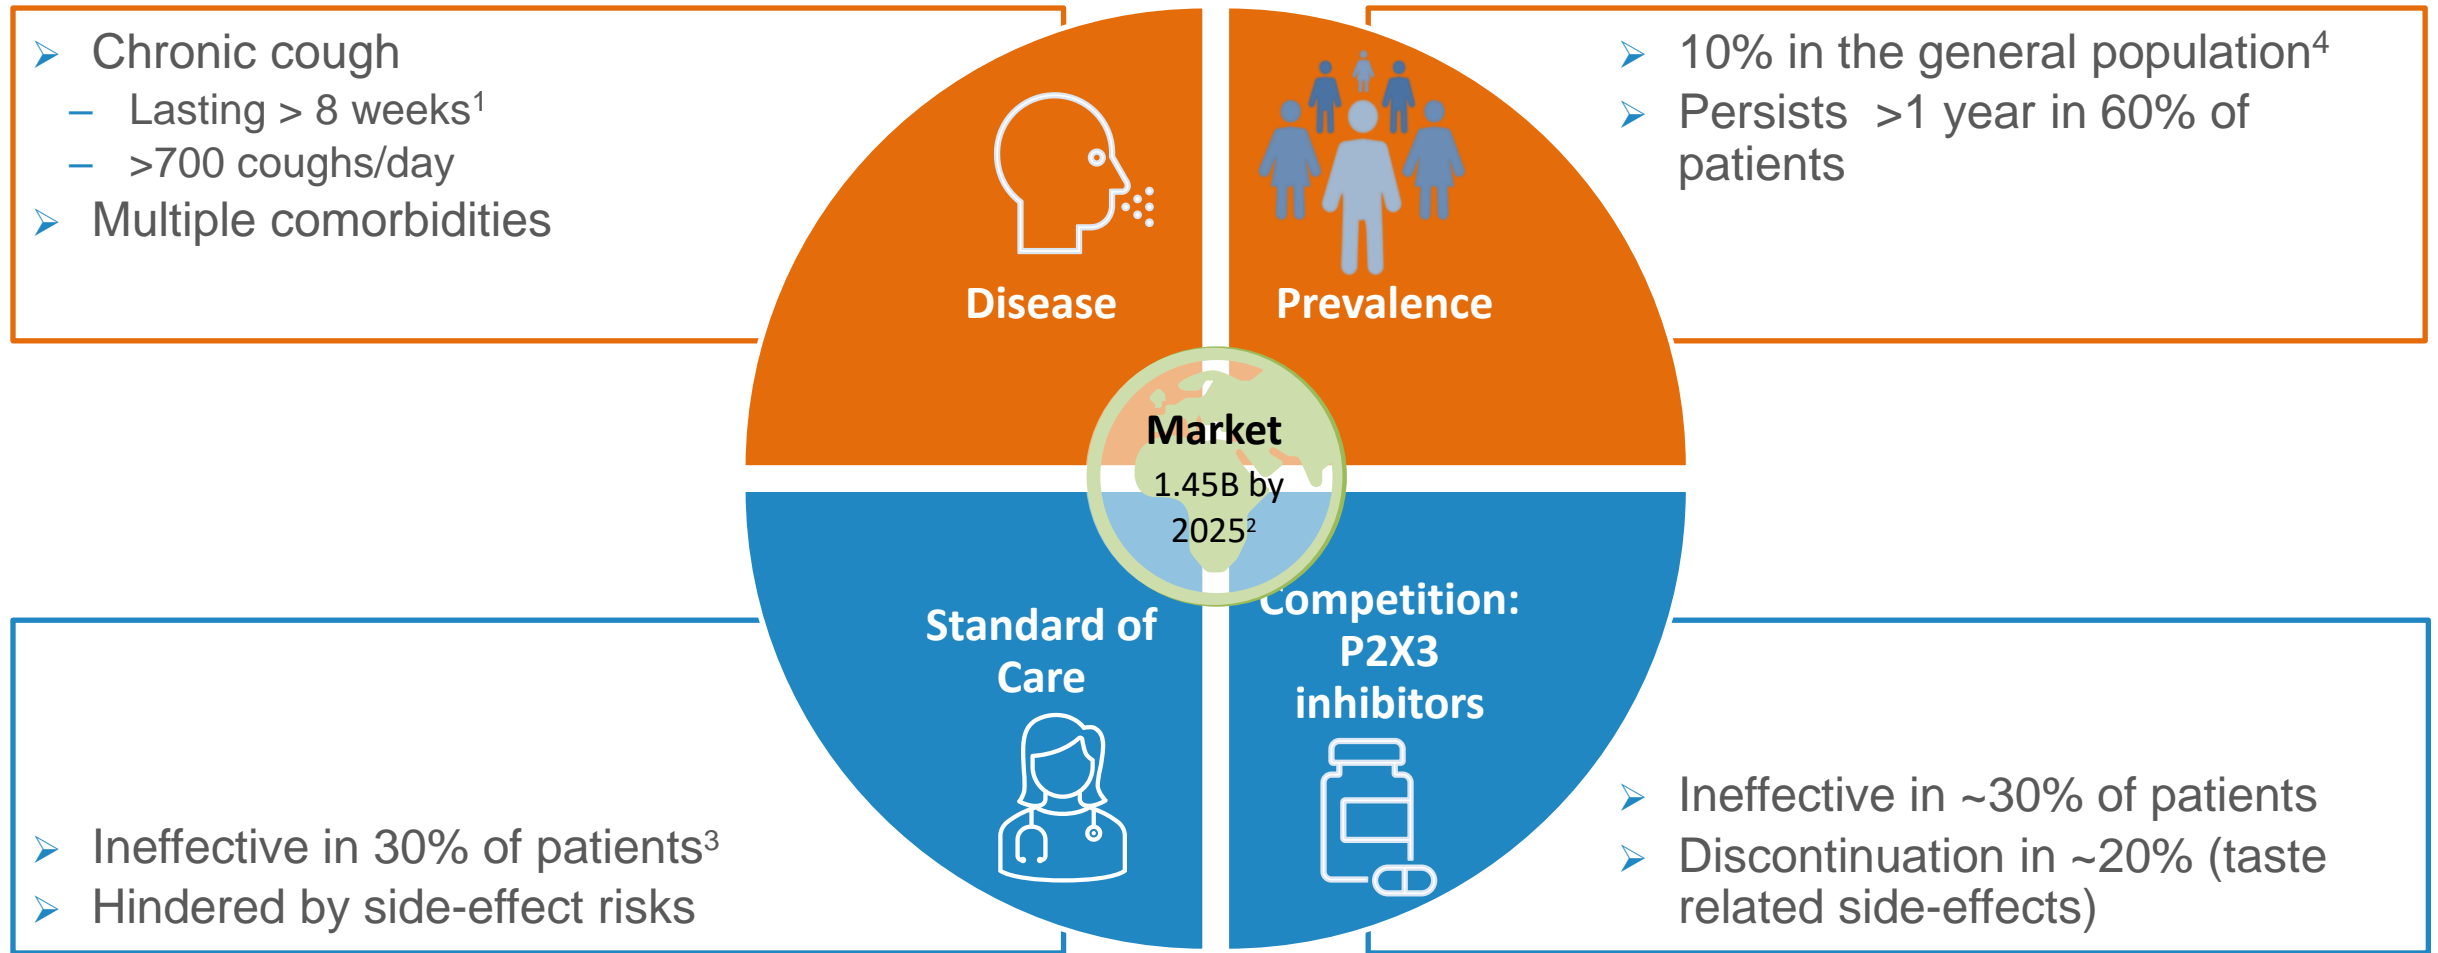 ➢ Chronic cough
– Lasting > 8 weeks¹
– >700 coughs/day
➢ Multiple comorbidities
Disease
Prevalence
➢ 10% in the general population⁴
➢ Persists  >1 year in 60% of
patients
Market
1.45B by
2025²
Standard of
Care
➢ Ineffective in 30% of patients³
➢ Hindered by side-effect risks
Competition:
P2X3
inhibitors
➢ Ineffective in ~30% of patients
➢ Discontinuation in ~20% (taste
related side-effects)